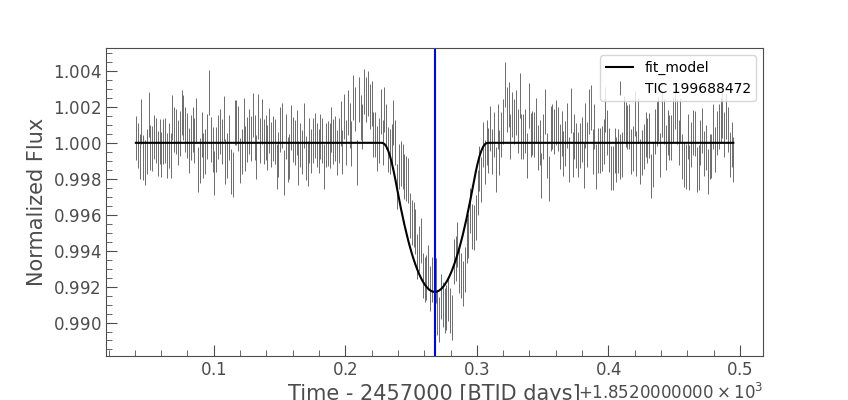 1.004
1.002
1.000
0.998
0.996
0.994
0.992
0.990
Normalized Flux
fit_model
TIC 199688472
0.1 0.2 0.3 0.4 0.5
Time - 2457000 [BTJD days]
+1.8520000000 × 10³